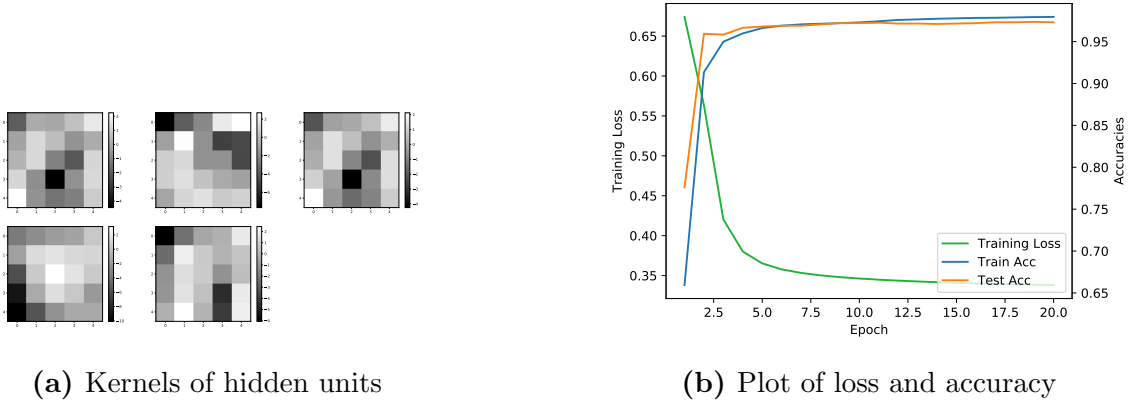 0.65
0.60
0.55
0.50
0.45
0.40
0.35
Training Loss
0.95
0.90
0.85
0.80
0.75
0.70
0.65
Accuracies
Training Loss
Train Acc
Test Acc
2.5 5.0 7.5 10.0 12.5 15.0 17.5 20.0
Epoch
(a) Kernels of hidden units
(b) Plot of loss and accuracy